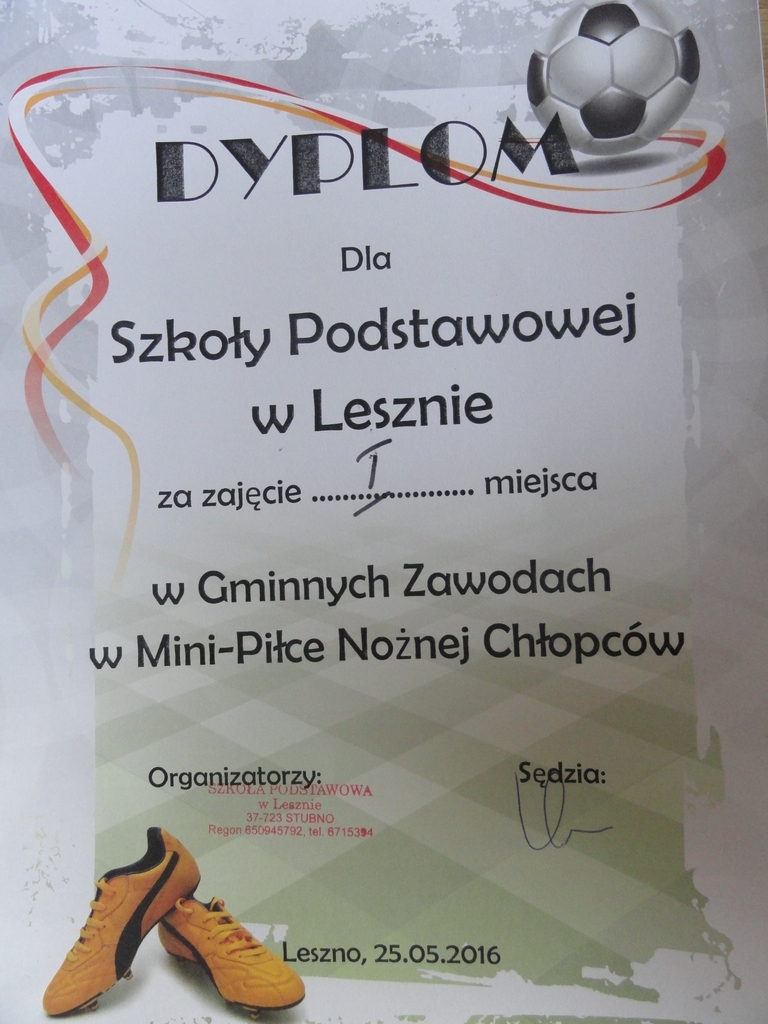 DYPLOM
Dla
Szkoły Podstawowej
w Lesznie
za zajęcie ..........I.......... miejsca
w Gminnych Zawodach
w Mini-Piłce Nożnej Chłopców
Organizatorzy:
Sędzia:
SZKOŁA PODSTAWOWA
w Lesznie
37-723 STUBNO
Regon 650945792, tel. 6715394
Leszno, 25.05.2016